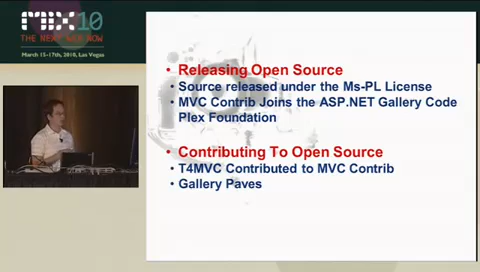 MIX10
THE NEXT WEB NOW
March 15-17th, 2010, Las Vegas
• Releasing Open Source
• Source released under the Ms-PL License
• MVC Contrib Joins the ASP.NET Gallery Code
Plex Foundation
• Contributing To Open Source
• T4MVC Contributed to MVC Contrib
• Gallery Paves